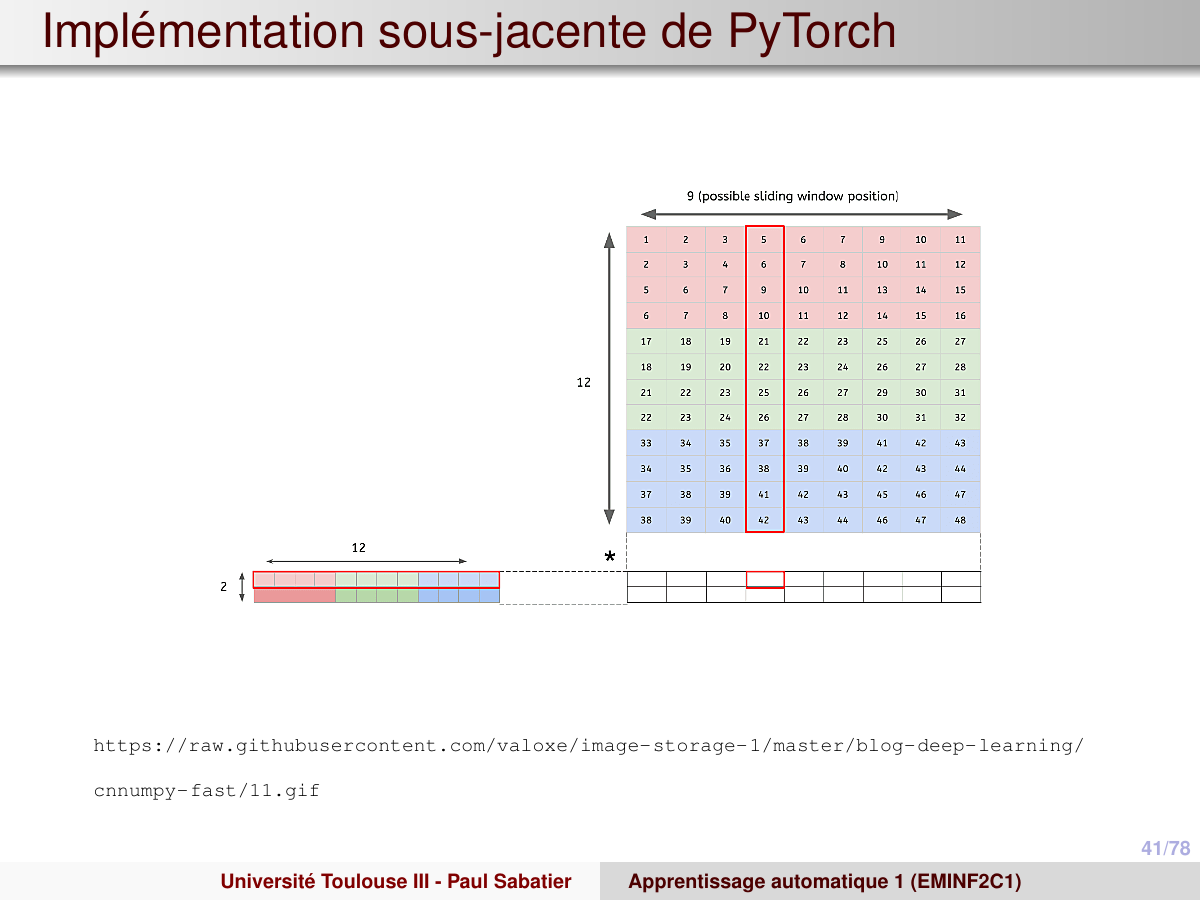 Implémentation sous-jacente de PyTorch
9 (possible sliding window position)
1 2 3 5 6 7 9 10 11
2 3 4 6 7 8 10 11 12
5 6 7 9 10 11 13 14 15
6 7 8 10 11 12 14 15 16
17 18 19 21 22 23 25 26 27
18 19 20 22 23 24 26 27 28
12
21 22 23 25 26 27 29 30 31
22 23 24 26 27 28 30 31 32
33 34 35 37 38 39 41 42 43
34 35 36 38 39 40 42 43 44
37 38 39 41 42 43 45 46 47
38 39 40 42 43 44 46 47 48
12
*
2
https://raw.githubusercontent.com/valoxe/image-storage-1/master/blog-deep-learning/
cnnumpy-fast/11.gif
41/78
Université Toulouse III - Paul Sabatier
Apprentissage automatique 1 (EMINF2C1)